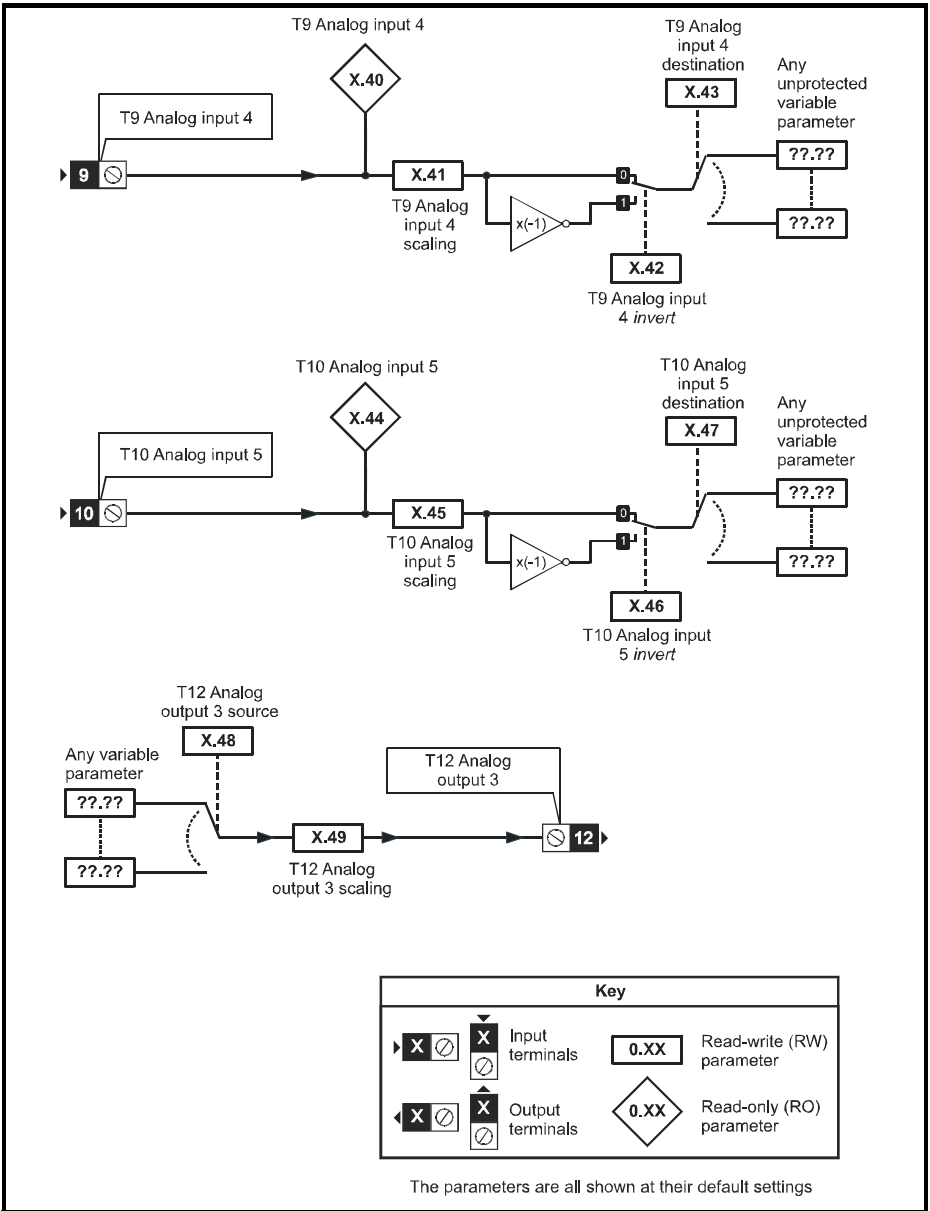 T9 Analog input 4
X.40
T9 Analog
input 4
destination
X.43
Any
unprotected
variable
parameter
T9 Analog input 4
9
X.41
T9 Analog
input 4
scaling
x(-1)
0
1
X.42
T9 Analog input
4 invert
??.??
??.??
T10 Analog input 5
X.44
T10 Analog
input 5
destination
X.47
Any
unprotected
variable
parameter
T10 Analog input 5
10
X.45
T10 Analog
input 5
scaling
x(-1)
0
1
X.46
T10 Analog input
5 invert
??.??
??.??
T12 Analog
output 3 source
X.48
Any variable
parameter
??.??
??.??
X.49
T12 Analog
output 3 scaling
T12 Analog
output 3
12
Key
X
X
Input
terminals
0.XX
Read-write (RW)
parameter
X
X
Output
terminals
0.XX
Read-only (RO)
parameter
The parameters are all shown at their default settings